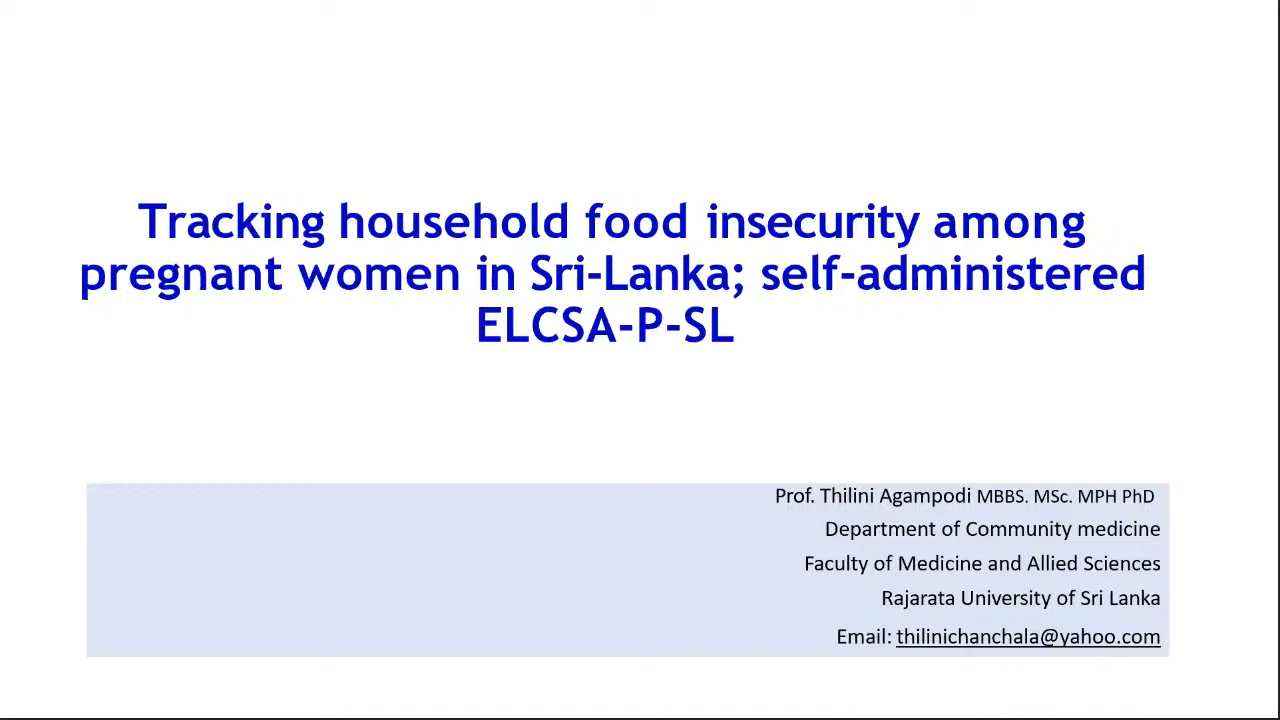 Tracking household food insecurity among
pregnant women in Sri-Lanka; self-administered
ELCSA-P-SL
Prof. Thilini Agampodi MBBS. MSc. MPH PhD
Department of Community medicine
Faculty of Medicine and Allied Sciences
Rajarata University of Sri Lanka
Email: thilinichanchala@yahoo.com